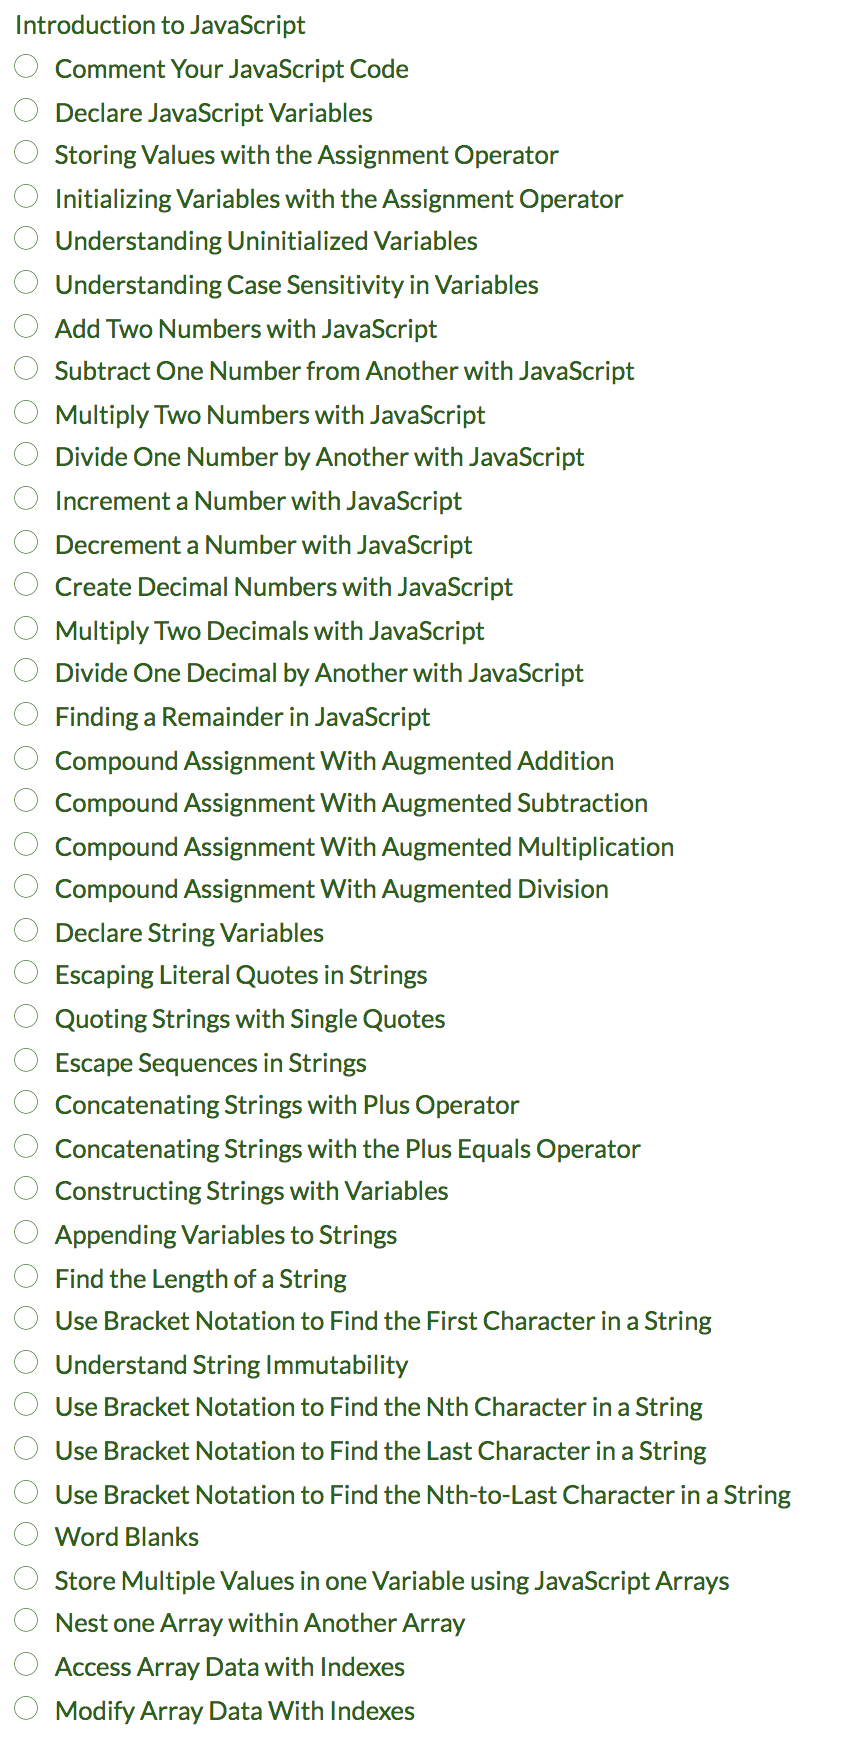 Introduction to JavaScript
Comment Your JavaScript Code
Declare JavaScript Variables
Storing Values with the Assignment Operator
Initializing Variables with the Assignment Operator
Understanding Uninitialized Variables
Understanding Case Sensitivity in Variables
Add Two Numbers with JavaScript
Subtract One Number from Another with JavaScript
Multiply Two Numbers with JavaScript
Divide One Number by Another with JavaScript
Increment a Number with JavaScript
Decrement a Number with JavaScript
Create Decimal Numbers with JavaScript
Multiply Two Decimals with JavaScript
Divide One Decimal by Another with JavaScript
Finding a Remainder in JavaScript
Compound Assignment With Augmented Addition
Compound Assignment With Augmented Subtraction
Compound Assignment With Augmented Multiplication
Compound Assignment With Augmented Division
Declare String Variables
Escaping Literal Quotes in Strings
Quoting Strings with Single Quotes
Escape Sequences in Strings
Concatenating Strings with Plus Operator
Concatenating Strings with the Plus Equals Operator
Constructing Strings with Variables
Appending Variables to Strings
Find the Length of a String
Use Bracket Notation to Find the First Character in a String
Understand String Immutability
Use Bracket Notation to Find the Nth Character in a String
Use Bracket Notation to Find the Last Character in a String
Use Bracket Notation to Find the Nth-to-Last Character in a String
Word Blanks
Store Multiple Values in one Variable using JavaScript Arrays
Nest one Array within Another Array
Access Array Data with Indexes
Modify Array Data With Indexes